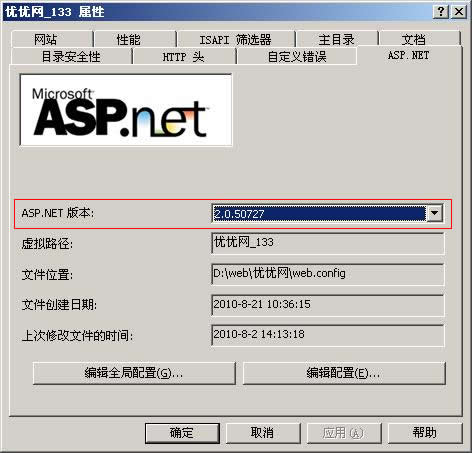 优优网_133 属性
网站 性能 ISAPI 筛选器 主目录 文档
目录安全性 HTTP 头 自定义错误 ASP.NET
Microsoft
ASP.net
ASP.NET 版本: 2.0.50727
虚拟路径: 优优网_133
文件位置: D:\web\优优网\web.config
文件创建日期: 2010-8-21 10:36:15
上次修改文件的时间: 2010-8-2 14:13:18
编辑全局配置(G)... 编辑配置(E)...
确定 取消 应用(A) 帮助